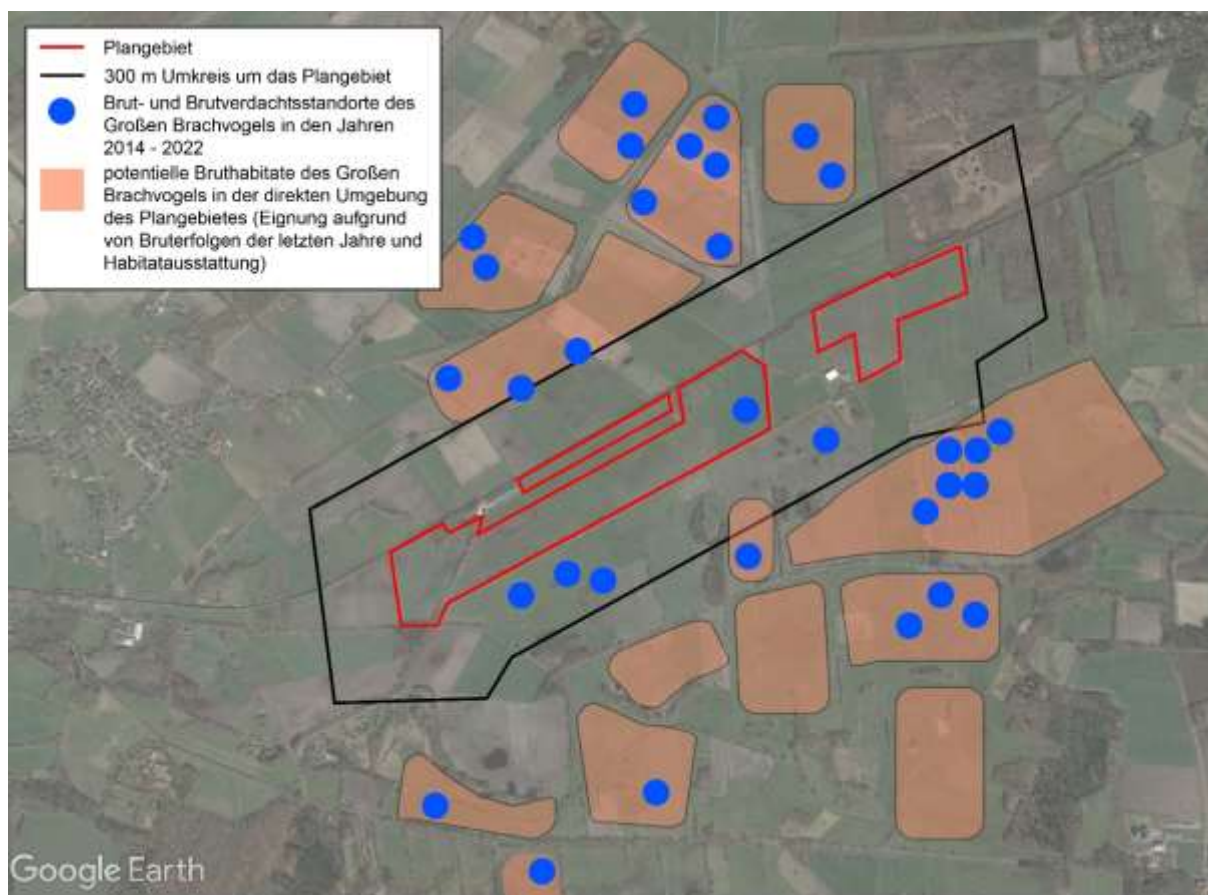 Plangebiet
300 m Umkreis um das Plangebiet
Brut- und Brutverdachtsstandorte des
Großen Brachvogels in den Jahren
2014 - 2022
potentielle Bruthabitate des Großen
Brachvogels in der direkten Umgebung
des Plangebietes (Eignung aufgrund
von Bruterfolgen der letzten Jahre und
Habitatausstattung)
Google Earth